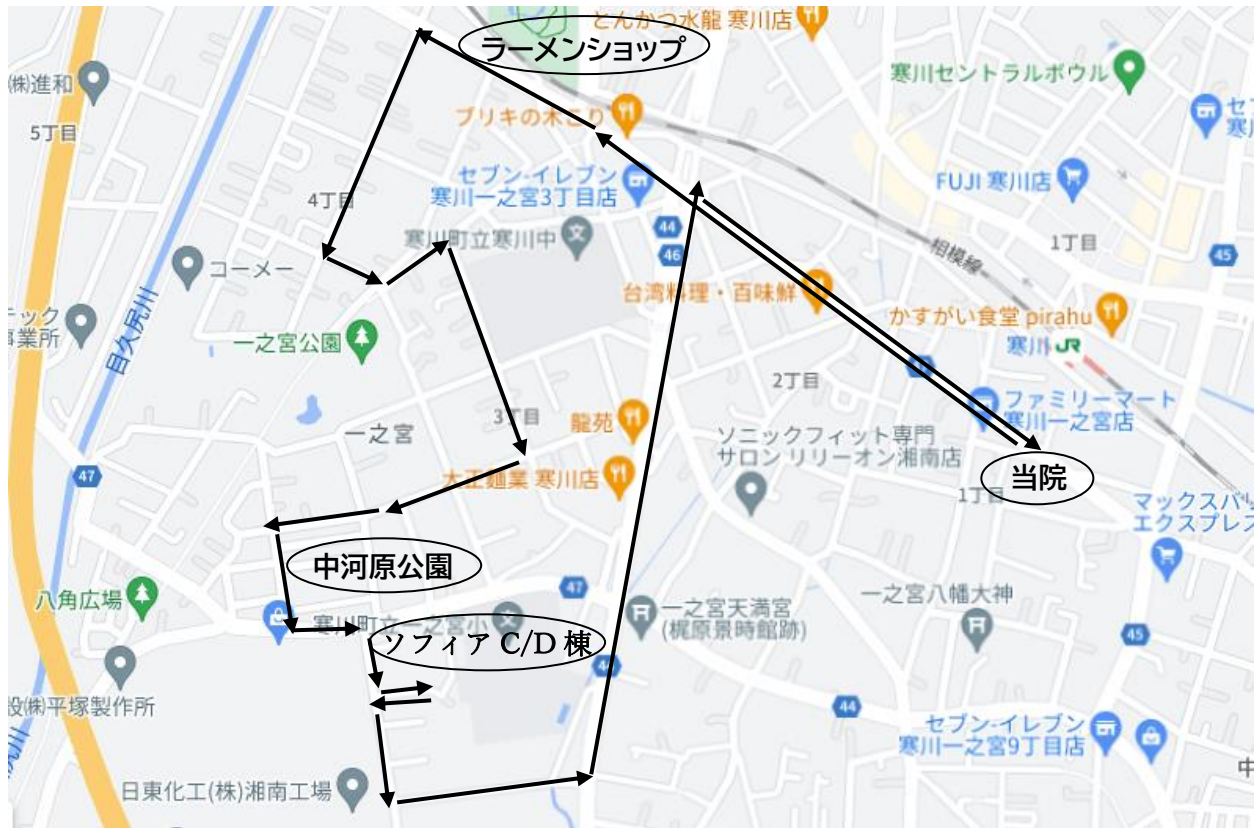 とんかつ水龍 寒川店
ラーメンショップ
㈱進和
寒川セントラルボウル
5丁目
ブリキの木こり
セブン-イレブン
寒川一之宮3丁目店
FUJI 寒川店
4丁目
44
寒川町立寒川中
46
1丁目
45
相模線
コーメー
台湾料理・百味鮮
かすがい食堂 pirahu
寒川
JR
目久尻川
一之宮公園
2丁目
ファミリーマート
寒川一之宮店
3丁目
龍苑
一之宮
ソニックフィット専門
サロン リリーオン湘南店
当院
47
大正麺業 寒川店
1丁目
マックスバリ
エクスプレス
中河原公園
八角広場
47
一之宮天満宮
(梶原景時館跡)
一之宮八幡大神
寒川町立一之宮小
ソフィア C/D 棟
45
44
設㈱平塚製作所
44
セブン-イレブン
寒川一之宮9丁目店
日東化工(株)湘南工場
中